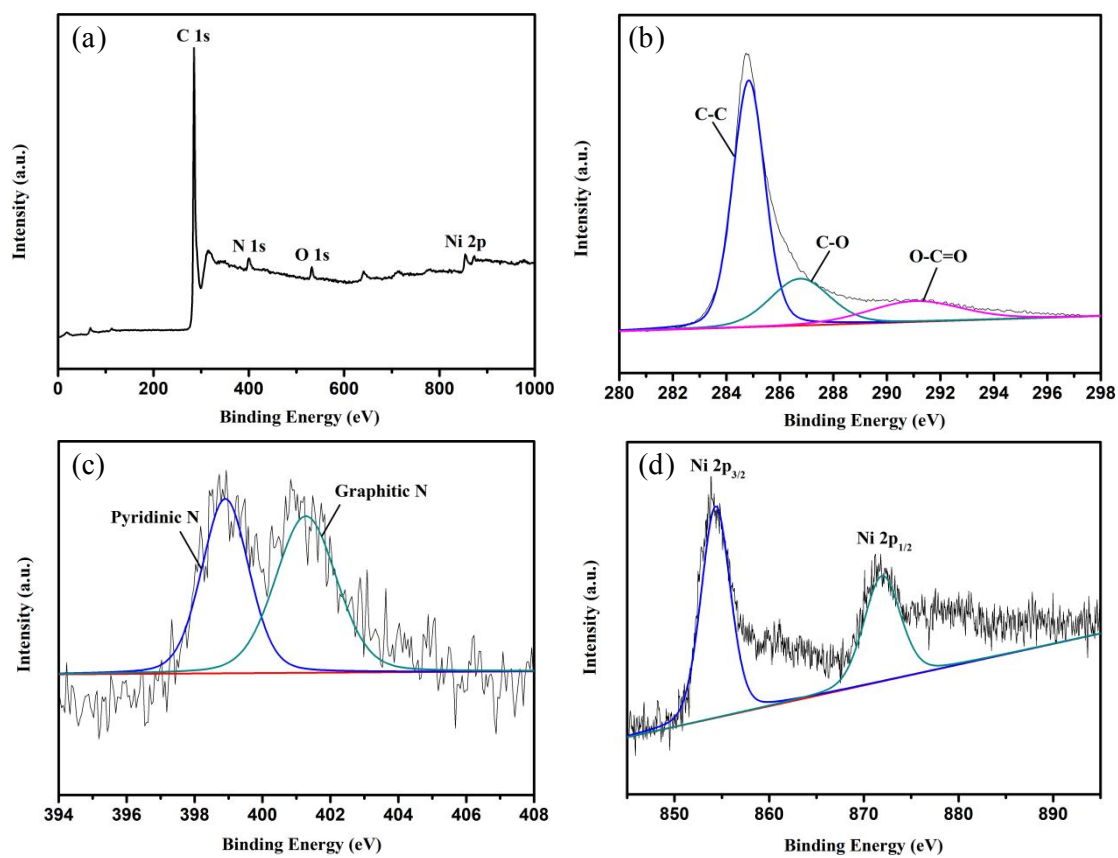 (a)
C 1s
N 1s
O 1s
Ni 2p
Intensity (a.u.)
0 200 400 600 800 1000
Binding Energy (eV)
(b)
C-C
C-O
O-C=O
Intensity (a.u.)
280 282 284 286 288 290 292 294 296 298
Binding Energy (eV)
(c)
Pyridinic N
Graphitic N
Intensity (a.u.)
394 396 398 400 402 404 406 408
Binding Energy (eV)
(d)
Ni 2p3/2
Ni 2p1/2
Intensity (a.u.)
850 860 870 880 890
Binding Energy (eV)